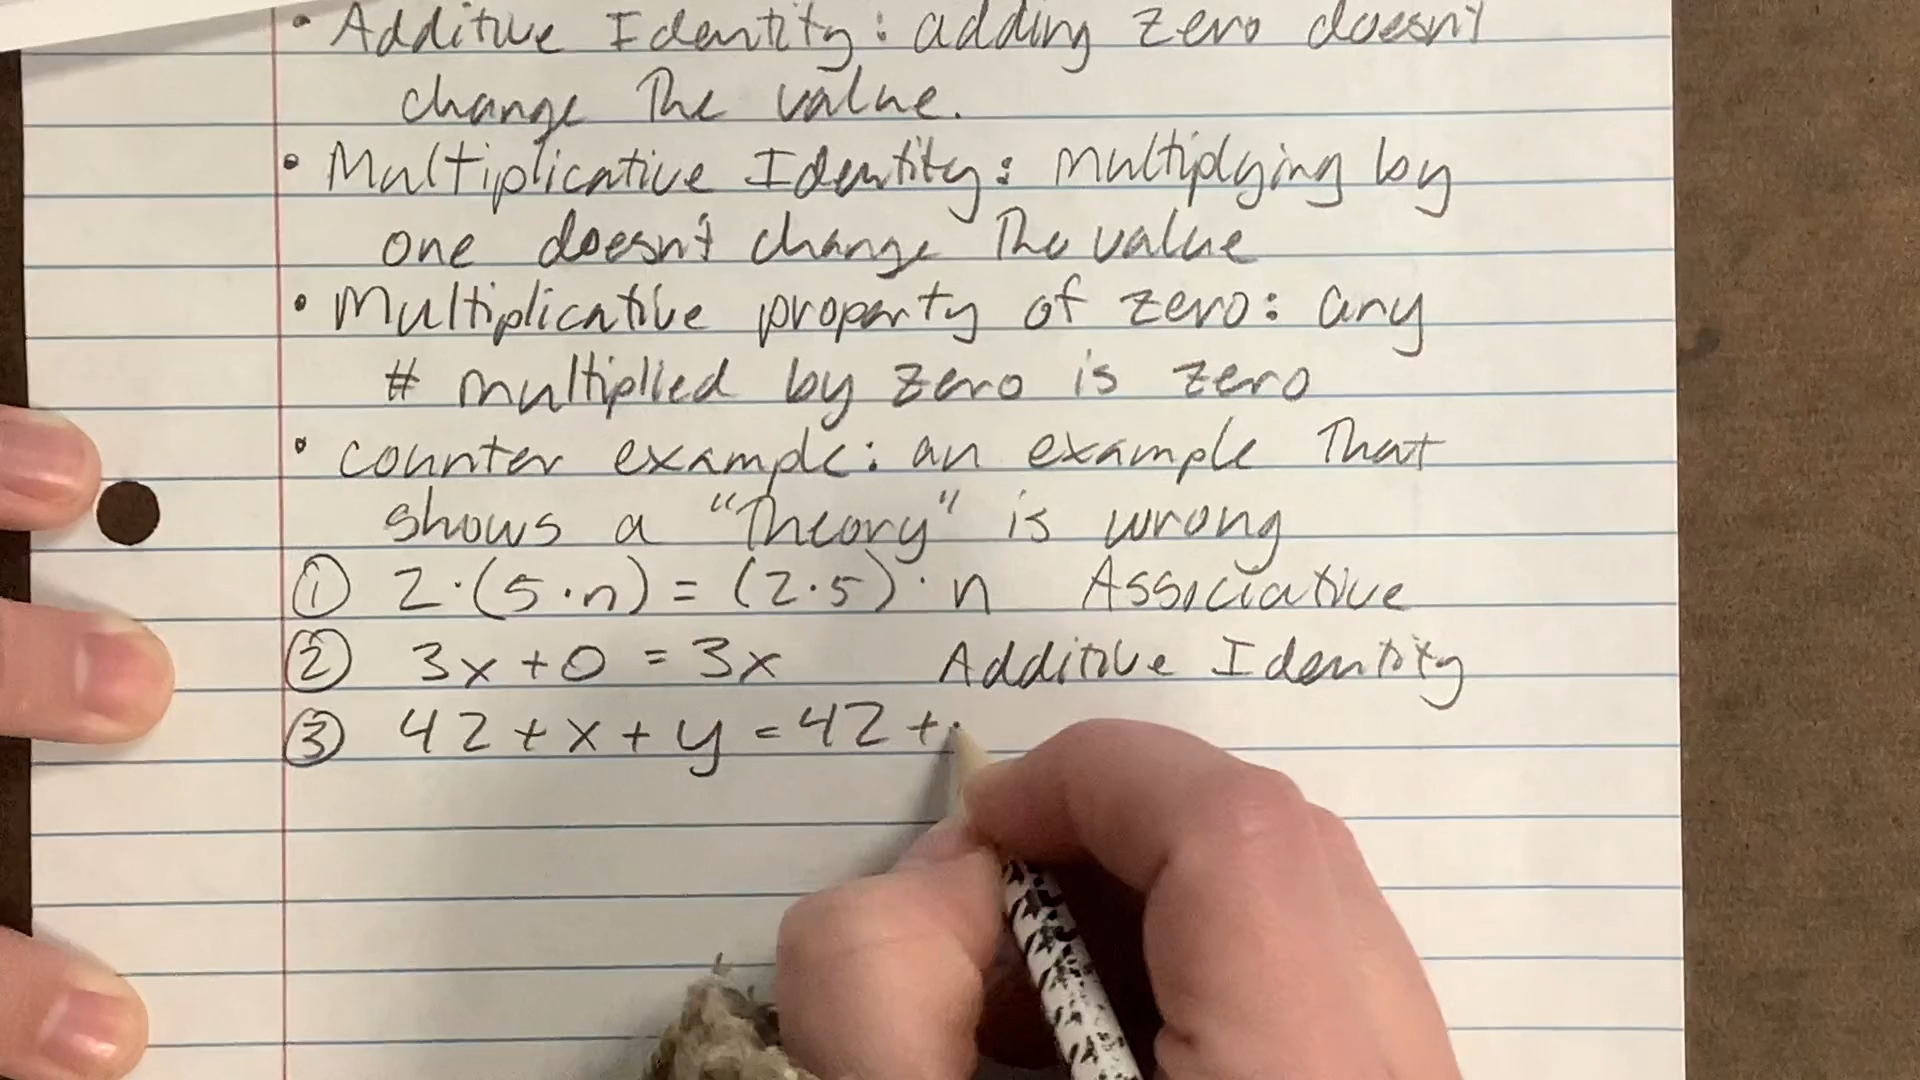 • Additive Identity: adding zero doesn't
change the value.
• Multiplicative Identity: multiplying by
one doesn't change the value
• Multiplicative property of zero: any
# multiplied by zero is zero
• counter example: an example that
shows a "theory" is wrong
① 2·(5·n) = (2·5)·n Associative
② 3x+0 = 3x Additive Identity
③ 42+x+y=42+